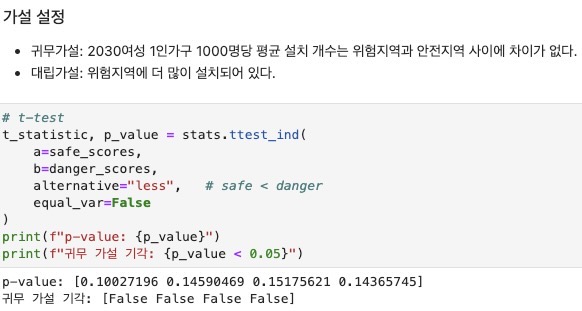 가설 설정
• 귀무가설: 2030여성 1인가구 1000명당 평균 설치 개수는 위험지역과 안전지역 사이에 차이가 없다.
• 대립가설: 위험지역에 더 많이 설치되어 있다.
# t-test
t_statistic, p_value = stats.ttest_ind(
    a=safe_scores,
    b=danger_scores,
    alternative="less",   # safe < danger
    equal_var=False
)
print(f"p-value: {p_value}")
print(f"귀무 가설 기각: {p_value < 0.05}")
p-value: [0.10027196 0.14590469 0.15175621 0.14365745]
귀무 가설 기각: [False False False False]